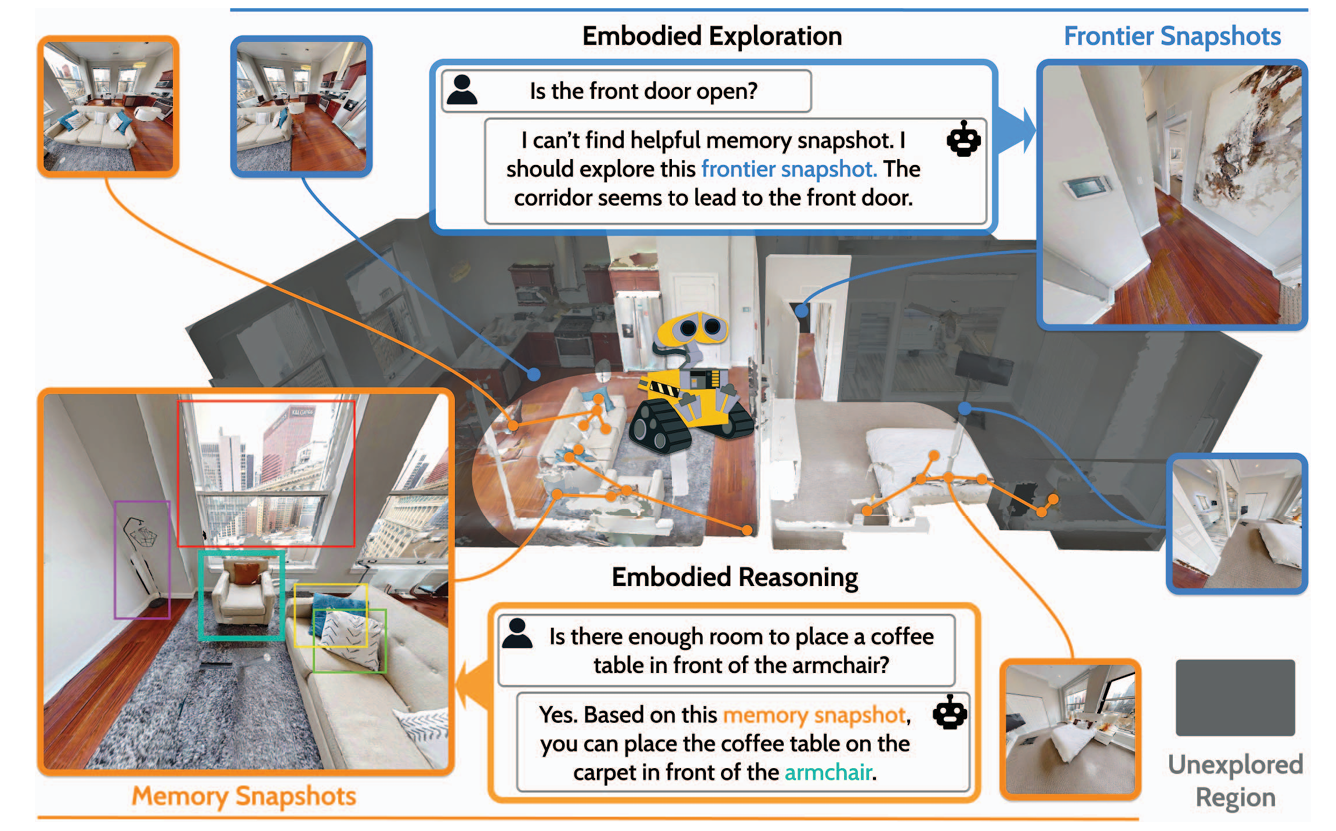 Embodied Exploration
Frontier Snapshots
Is the front door open?
I can't find helpful memory snapshot. I
should explore this frontier snapshot. The
corridor seems to lead to the front door.
Embodied Reasoning
Is there enough room to place a coffee
table in front of the armchair?
Yes. Based on this memory snapshot,
you can place the coffee table on the
carpet in front of the armchair.
Memory Snapshots
Unexplored
Region